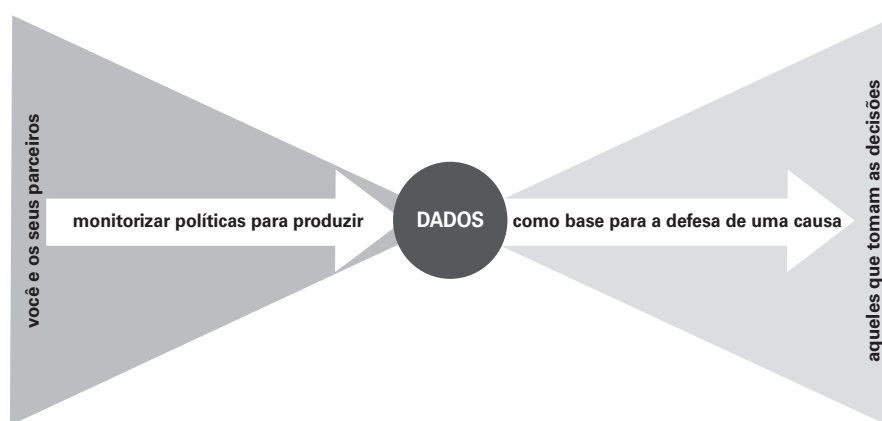 você e os seus parceiros
monitorizar políticas para produzir
DADOS
como base para a defesa de uma causa
aqueles que tomam as decisões